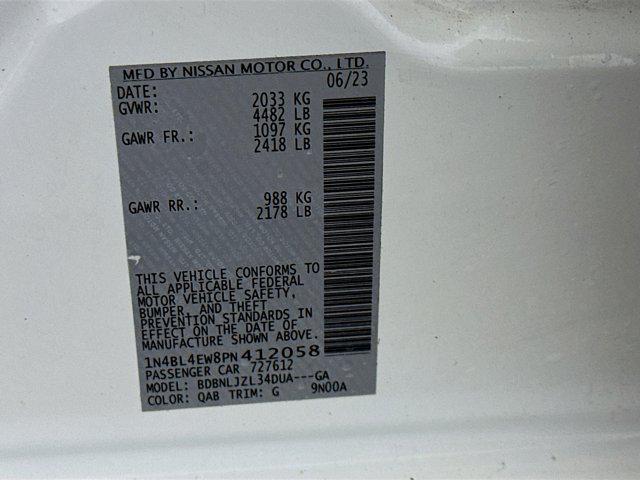 MFD BY NISSAN MOTOR CO., LTD.
DATE: 06/23
GVWR: 2033 KG
4482 LB
GAWR FR.: 1097 KG
2418 LB
GAWR RR.: 988 KG
2178 LB
THIS VEHICLE CONFORMS TO
ALL APPLICABLE FEDERAL
MOTOR VEHICLE SAFETY,
BUMPER, AND THEFT
PREVENTION STANDARDS IN
EFFECT ON THE DATE OF
MANUFACTURE SHOWN ABOVE.
1N4BL4EW8PN412058
PASSENGER CAR 727612
MODEL: BDBNLJZL34DUA---GA
COLOR: QAB TRIM: G 9N00A